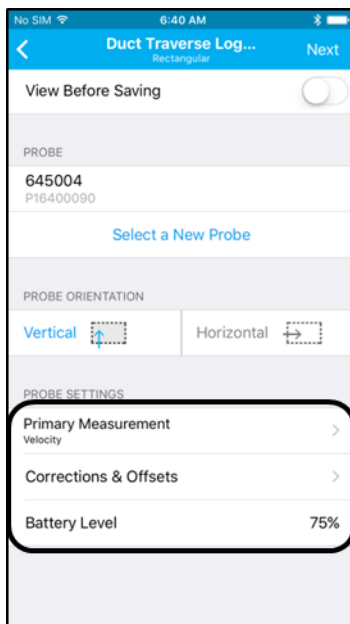 No SIM 6:40 AM
Duct Traverse Log... Next
Rectangular
View Before Saving
PROBE
645004
P16400090
Select a New Probe
PROBE ORIENTATION
Vertical Horizontal
PROBE SETTINGS
Primary Measurement
Velocity
Corrections & Offsets
Battery Level 75%